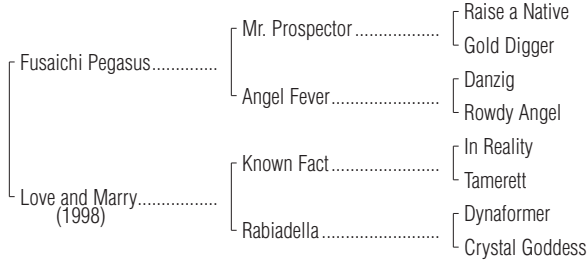 Raise a Native
Mr. Prospector ...................
Gold Digger
Fusaichi Pegasus..............
Danzig
Angel Fever........................
Rowdy Angel
In Reality
Known Fact........................
Tamerett
Love and Marry.................
(1998)
Dynaformer
Rabiadella ..........................
Crystal Goddess